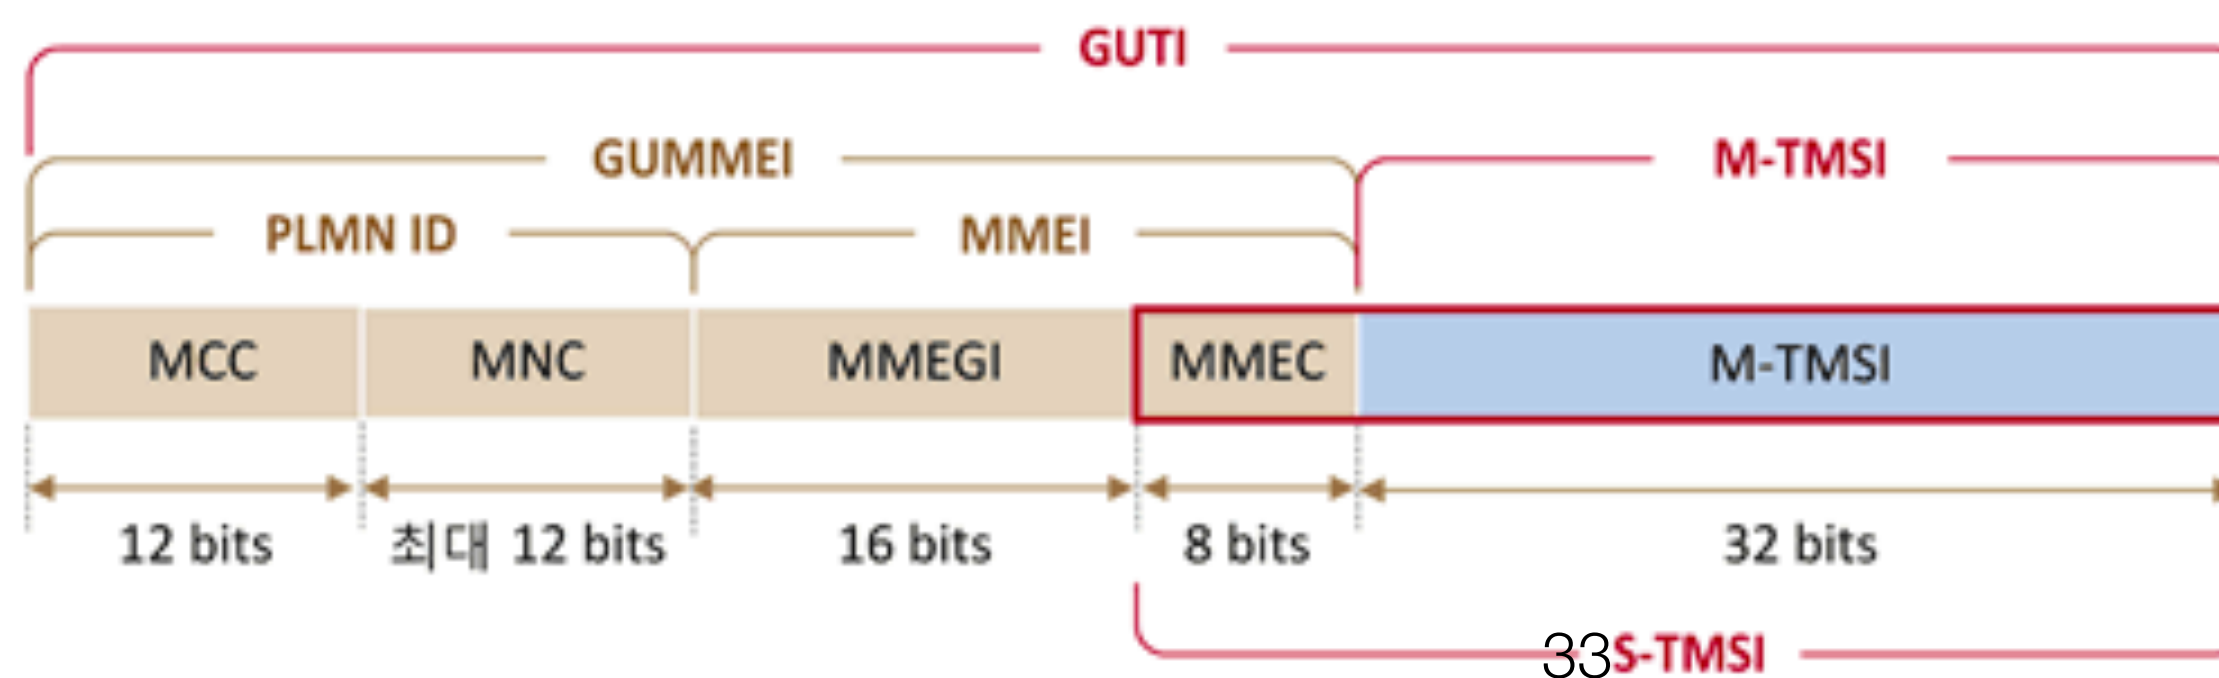 GUTI
GUMMEI M-TMSI
PLMN ID MMEI
MCC MNC MMEGI MMEC M-TMSI
12 bits 최대 12 bits 16 bits 8 bits 32 bits
33 S-TMSI